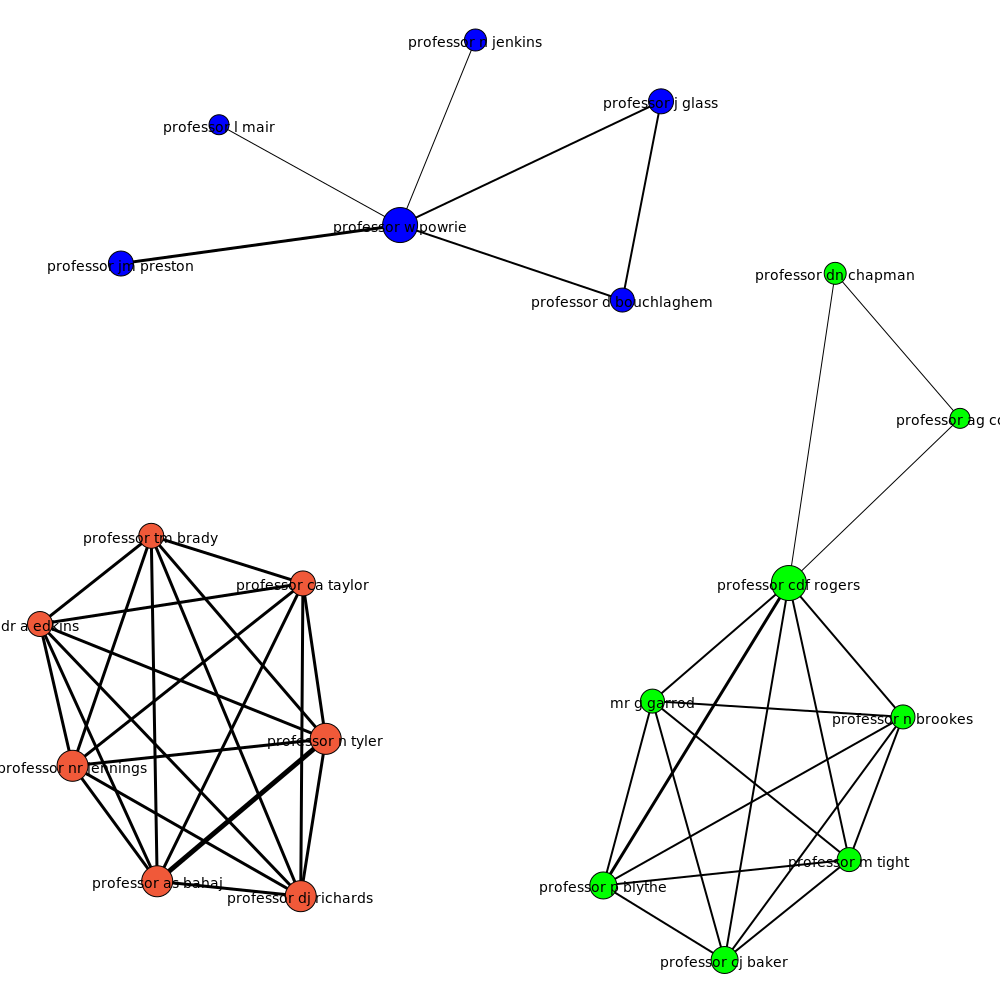 professor n jenkins
professor j glass
professor l mair
professor w powrie
professor jm preston
professor d bouchlaghem
professor dn chapman
professor ag
professor tm brady
professor ca taylor
professor cdf rogers
dr a edkins
mr g garrod
professor n brookes
professor n tyler
professor nr jennings
professor m tight
professor as bahaj
professor p blythe
professor dj richards
professor cj baker